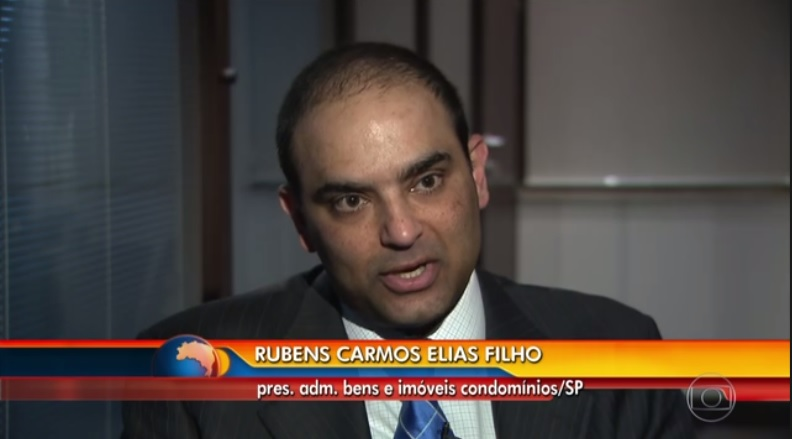 RUBENS CARMOS ELIAS FILHO
pres. adm. bens e imóveis condomínios/SP